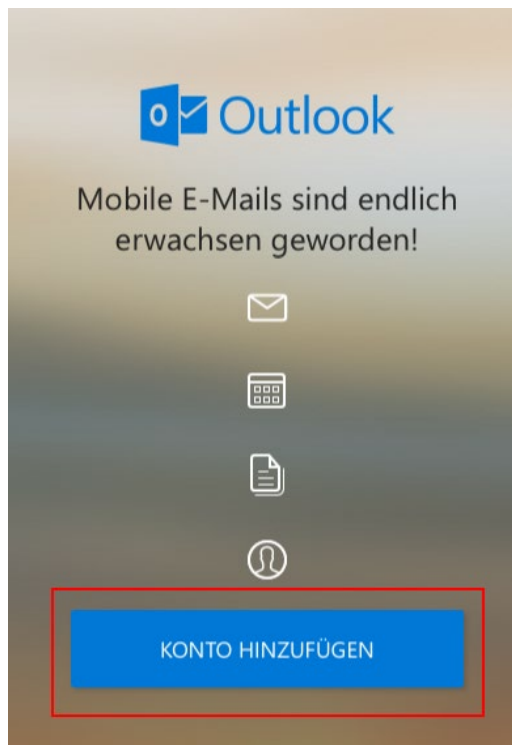 Outlook
Mobile E-Mails sind endlich
erwachsen geworden!
KONTO HINZUFÜGEN